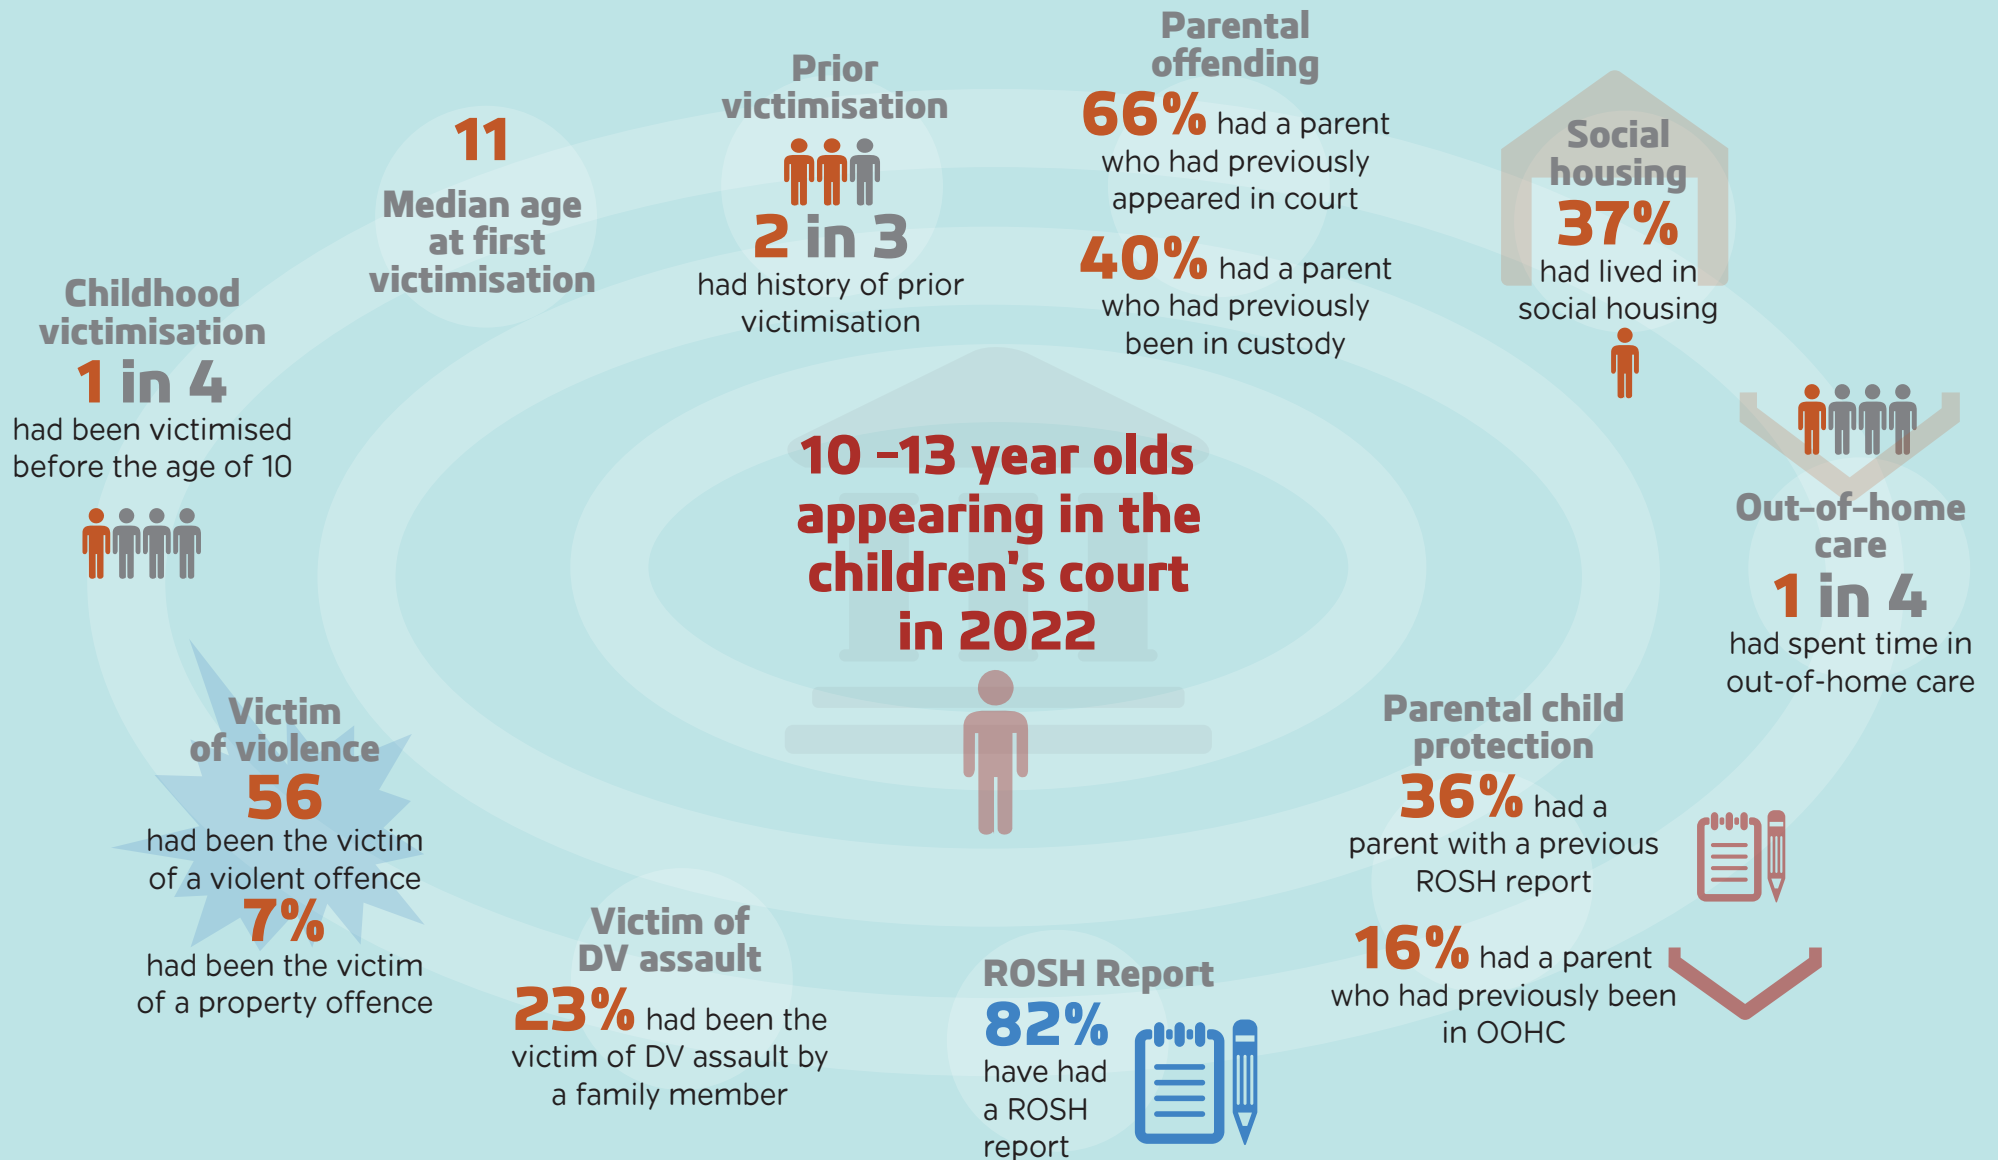 10 –13 year olds
appearing in the
children's court
in 2022
11
Median age
at first
victimisation
Prior
victimisation
2 in 3
had history of prior
victimisation
Parental
offending
66% had a parent
who had previously
appeared in court
40% had a parent
who had previously
been in custody
Social
housing
37%
had lived in
social housing
Out-of-home
care
1 in 4
had spent time in
out-of-home care
Parental child
protection
36% had a
parent with a previous
ROSH report
16% had a parent
who had previously been
in OOHC
ROSH Report
82%
have had
a ROSH
report
Victim of
DV assault
23% had been the
victim of DV assault by
a family member
Victim
of violence
56
had been the victim
of a violent offence
7%
had been the victim
of a property offence
Childhood
victimisation
1 in 4
had been victimised
before the age of 10